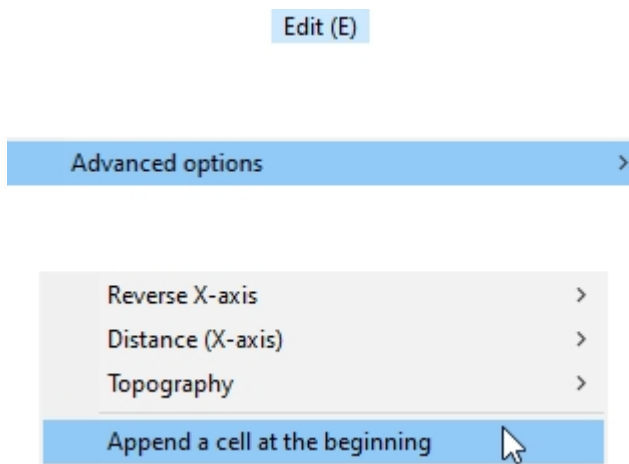 Edit (E)
Advanced options
Reverse X-axis
Distance (X-axis)
Topography
Append a cell at the beginning